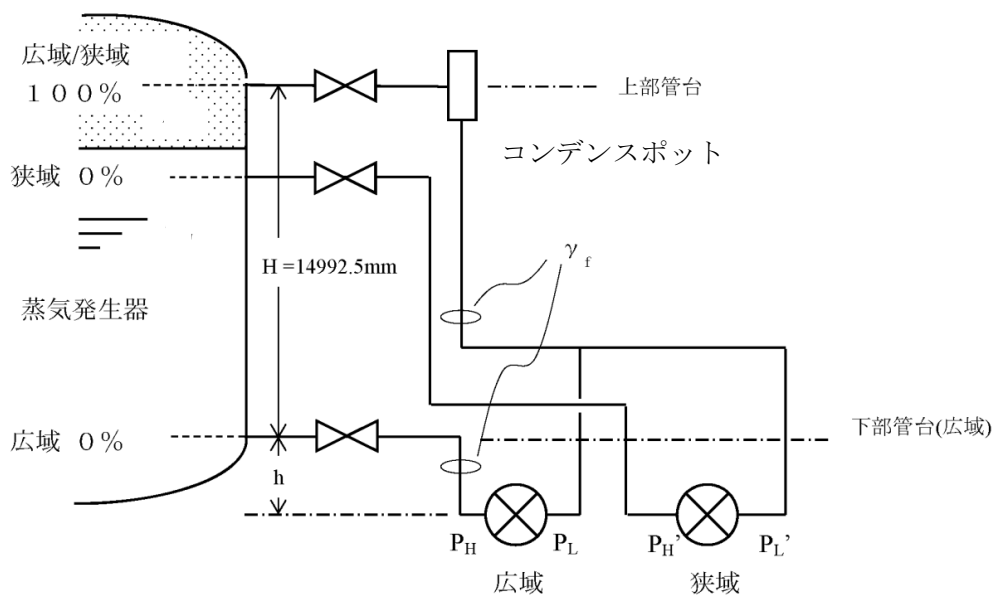 広域/狭域
１００％
上部管台
コンデンスポット
狭域 ０％
γf
H =14992.5mm
蒸気発生器
広域 ０％
下部管台(広域)
h
PH
PL
PH’
PL’
広域
狭域